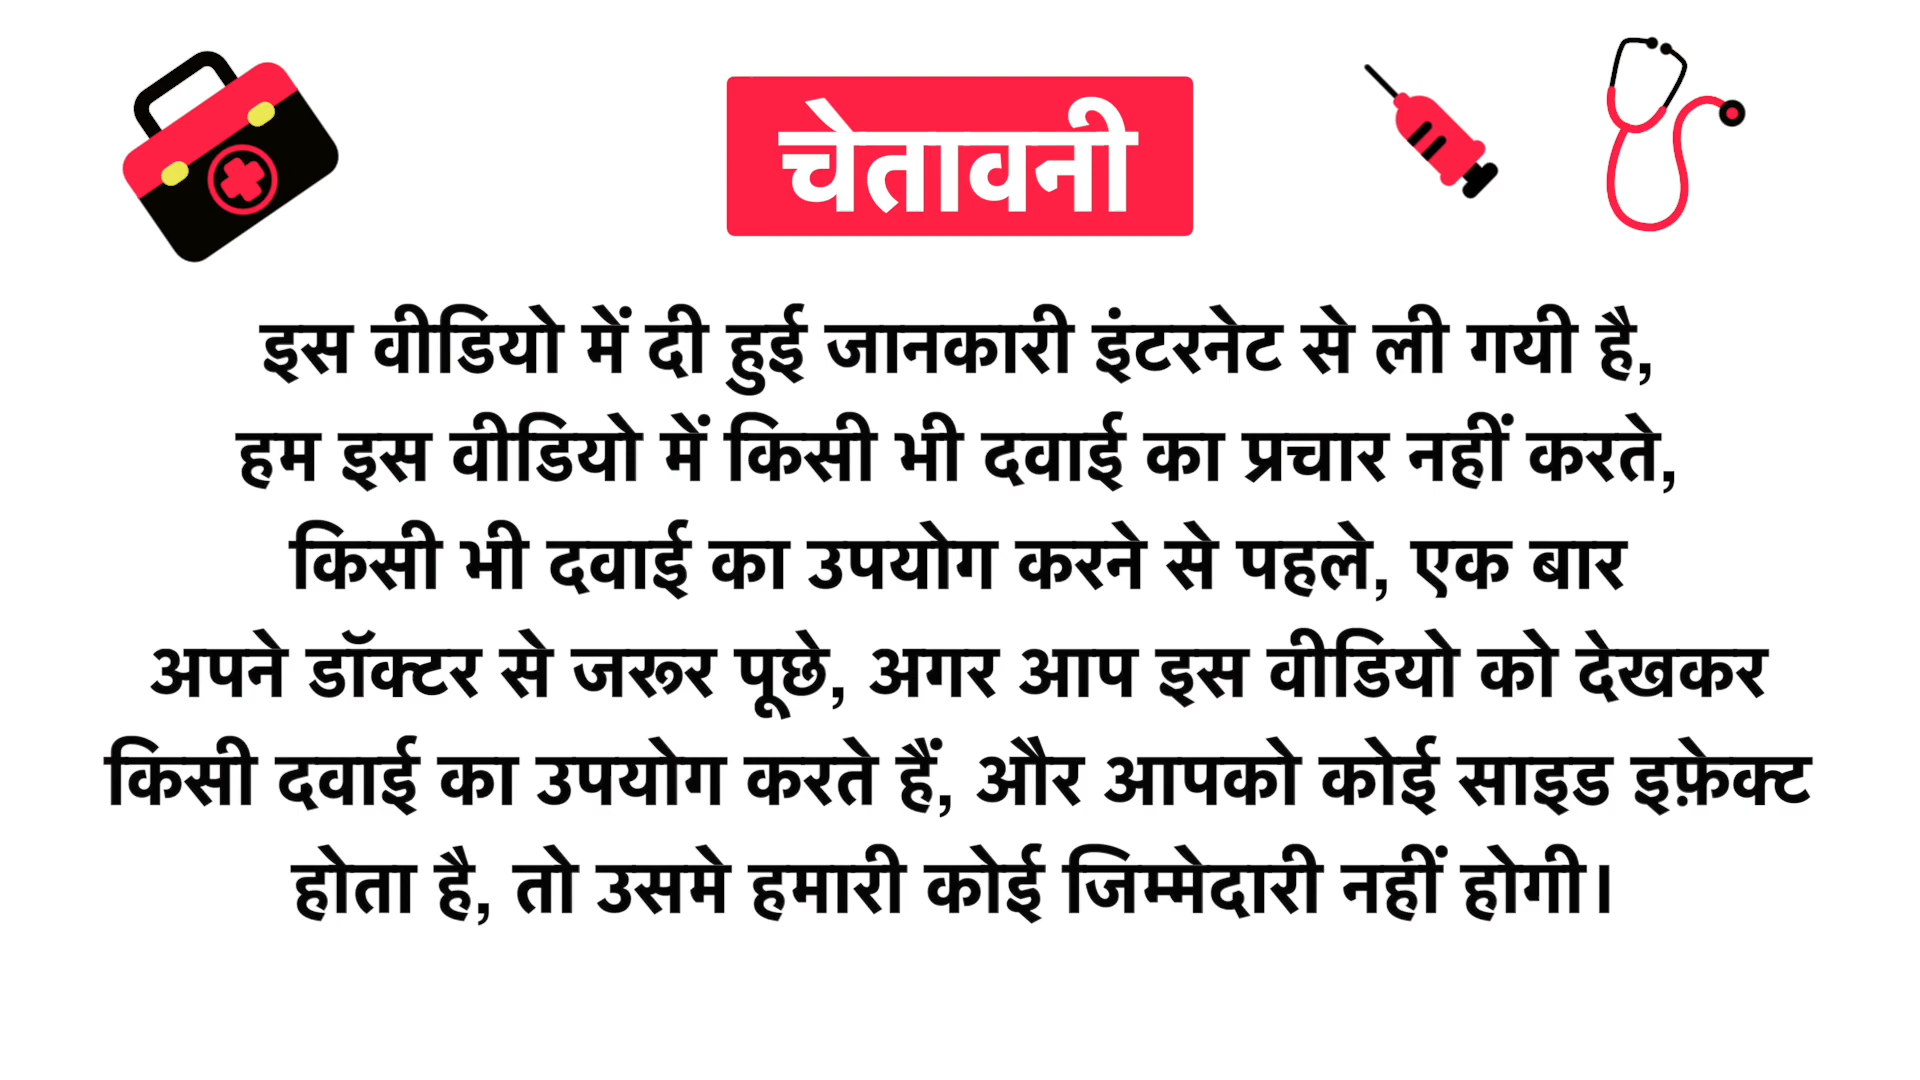 चेतावनी
इस वीडियो में दी हुई जानकारी इंटरनेट से ली गयी है,
हम इस वीडियो में किसी भी दवाई का प्रचार नहीं करते,
किसी भी दवाई का उपयोग करने से पहले, एक बार
अपने डॉक्टर से जरूर पूछे, अगर आप इस वीडियो को देखकर
किसी दवाई का उपयोग करते हैं, और आपको कोई साइड इफ़ेक्ट
होता है, तो उसमे हमारी कोई जिम्मेदारी नहीं होगी।